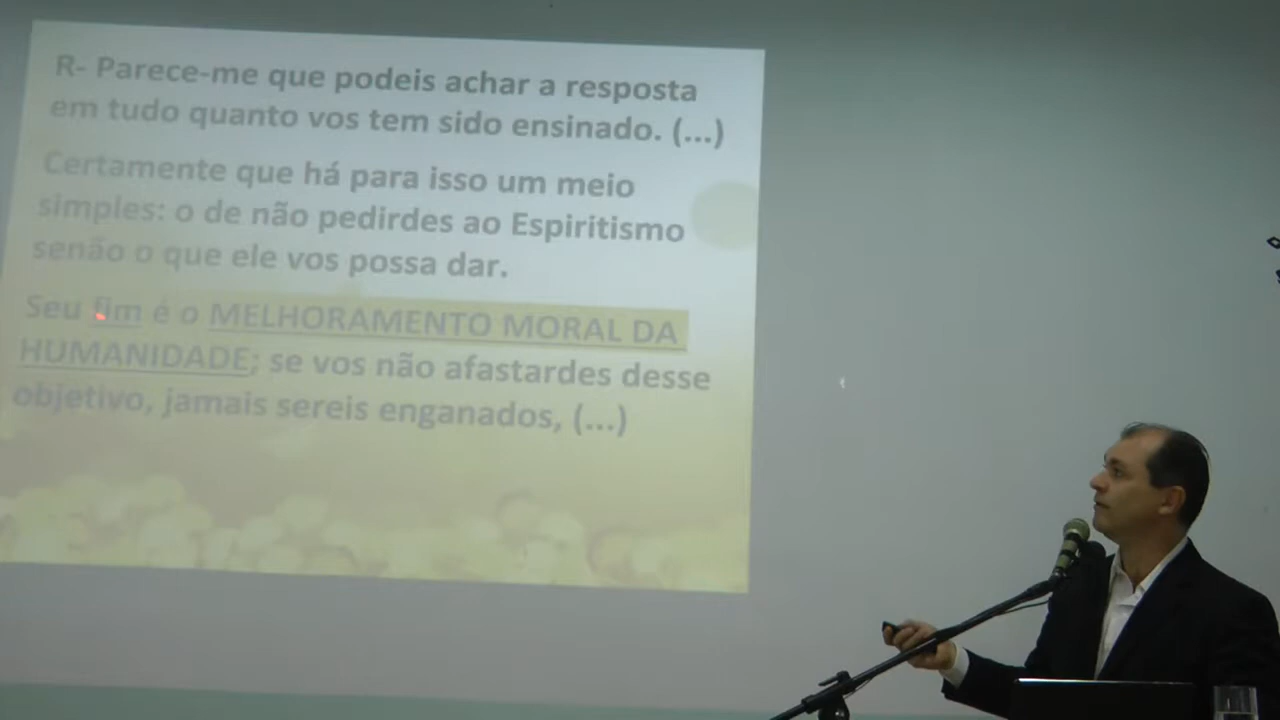 R- Parece-me que podeis achar a resposta
em tudo quanto vos tem sido ensinado. (...)
Certamente que há para isso um meio
simples: o de não pedirdes ao Espiritismo
senão o que ele vos possa dar.
Seu fim é o MELHORAMENTO MORAL DA
HUMANIDADE; se vos não afastardes desse
objetivo, jamais sereis enganados, (...)